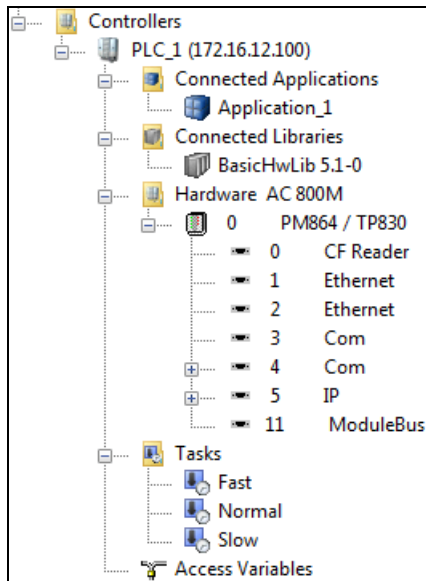 Controllers
PLC_1 (172.16.12.100)
Connected Applications
Application_1
Connected Libraries
BasicHwLib 5.1-0
Hardware AC 800M
0 PM864 / TP830
0 CF Reader
1 Ethernet
2 Ethernet
3 Com
4 Com
5 IP
11 ModuleBus
Tasks
Fast
Normal
Slow
Access Variables